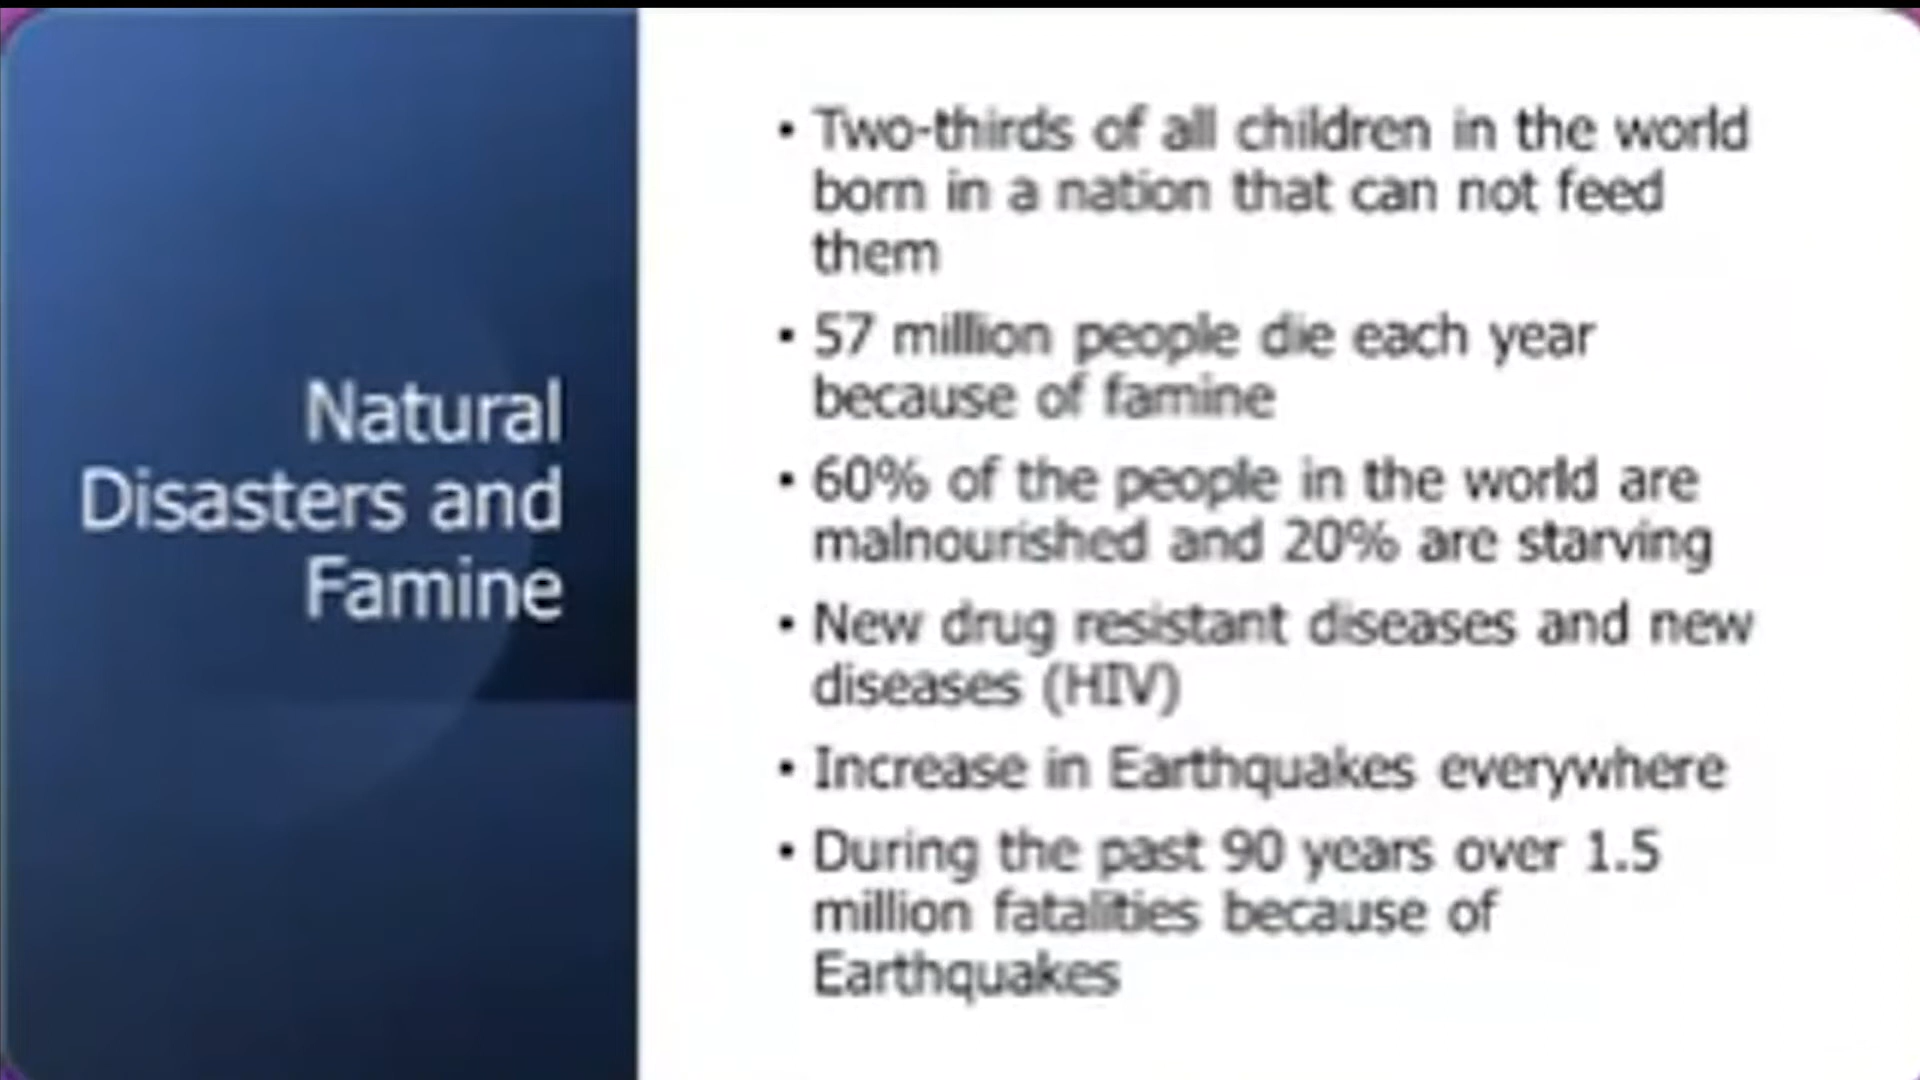 Natural
Disasters and
Famine
• Two-thirds of all children in the world
born in a nation that can not feed
them
• 57 million people die each year
because of famine
• 60% of the people in the world are
malnourished and 20% are starving
• New drug resistant diseases and new
diseases (HIV)
• Increase in Earthquakes everywhere
• During the past 90 years over 1.5
million fatalities because of
Earthquakes